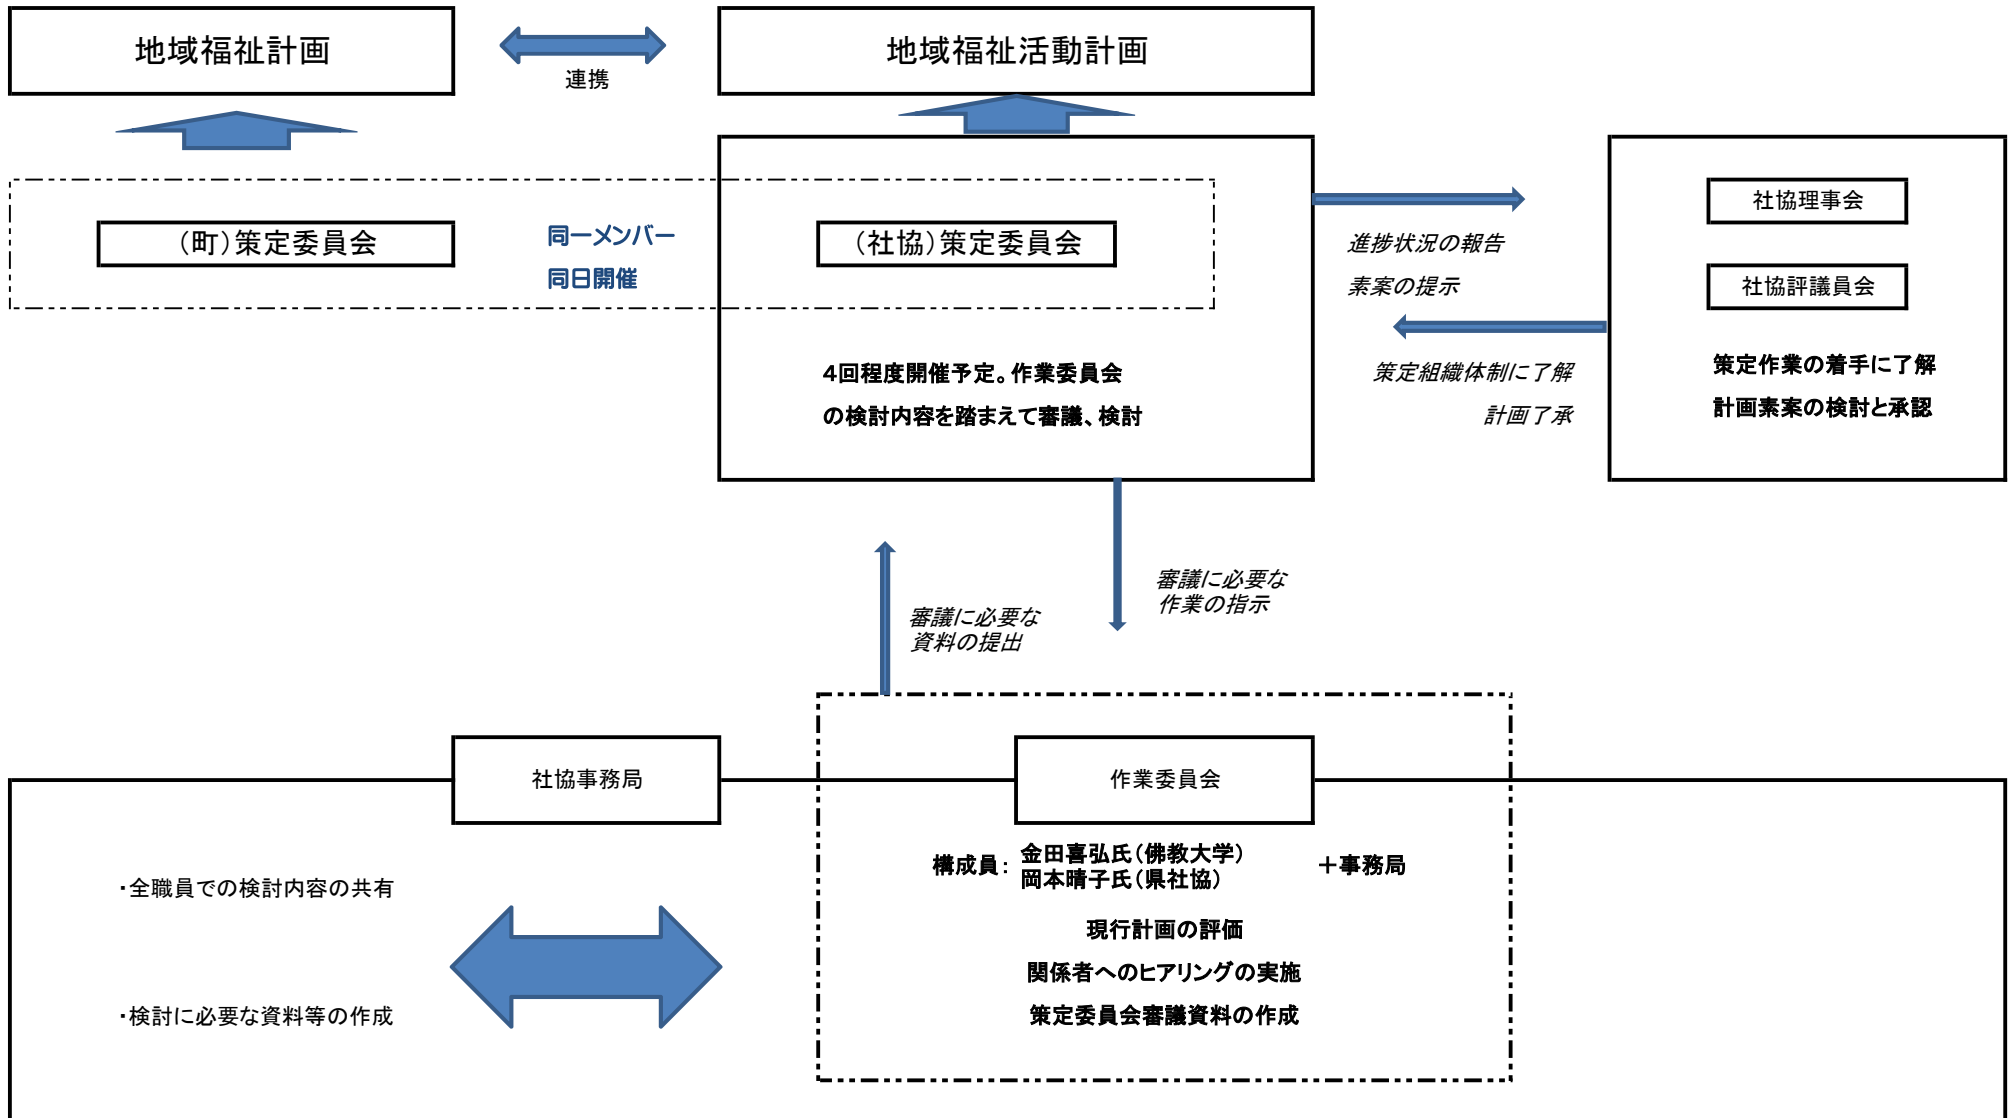 地域福祉計画
連携
地域福祉活動計画
（町）策定委員会
同一メンバー
同日開催
（社協）策定委員会
4回程度開催予定。作業委員会
の検討内容を踏まえて審議、検討
進捗状況の報告
素案の提示
策定組織体制に了解
計画了承
社協理事会
社協評議員会
策定作業の着手に了解
計画素案の検討と承認
審議に必要な
資料の提出
審議に必要な
作業の指示
社協事務局
・全職員での検討内容の共有
・検討に必要な資料等の作成
作業委員会
構成員：
金田喜弘氏（佛教大学）
岡本晴子氏（県社協）
＋事務局
現行計画の評価
関係者へのヒアリングの実施
策定委員会審議資料の作成